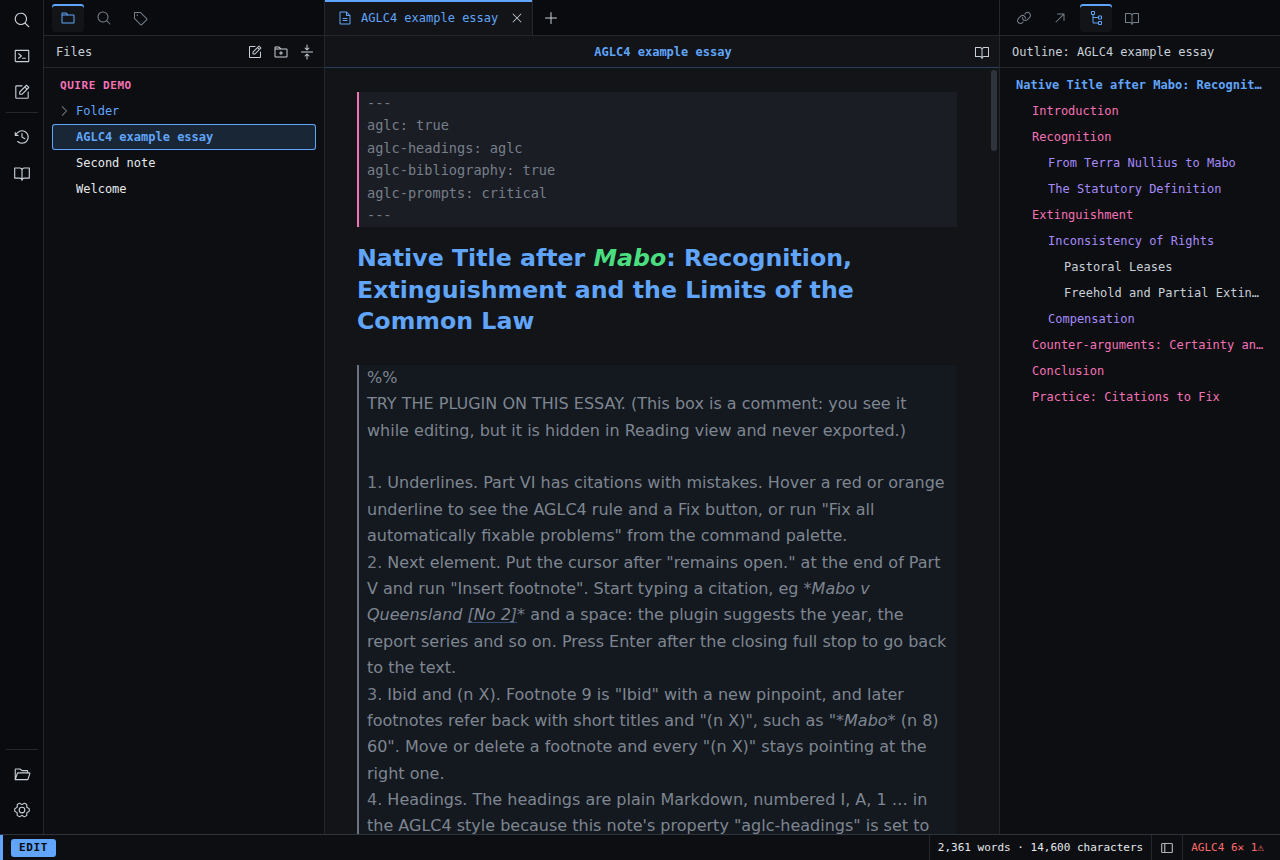 AGLC4 example essay
Files
AGLC4 example essay
Outline: AGLC4 example essay
QUIRE DEMO
Folder
AGLC4 example essay
Second note
Welcome
---
aglc: true
aglc-headings: aglc
aglc-bibliography: true
aglc-prompts: critical
---
Native Title after Mabo: Recognition,
Extinguishment and the Limits of the
Common Law
%%
TRY THE PLUGIN ON THIS ESSAY. (This box is a comment: you see it
while editing, but it is hidden in Reading view and never exported.)
1. Underlines. Part VI has citations with mistakes. Hover a red or orange
underline to see the AGLC4 rule and a Fix button, or run "Fix all
automatically fixable problems" from the command palette.
2. Next element. Put the cursor after "remains open." at the end of Part
V and run "Insert footnote". Start typing a citation, eg *Mabo v
Queensland [No 2]* and a space: the plugin suggests the year, the
report series and so on. Press Enter after the closing full stop to go back
to the text.
3. Ibid and (n X). Footnote 9 is "Ibid" with a new pinpoint, and later
footnotes refer back with short titles and "(n X)", such as "*Mabo* (n 8)
60". Move or delete a footnote and every "(n X)" stays pointing at the
right one.
4. Headings. The headings are plain Markdown, numbered I, A, 1 … in
the AGLC4 style because this note's property "aglc-headings" is set to
Native Title after Mabo: Recognit…
Introduction
Recognition
From Terra Nullius to Mabo
The Statutory Definition
Extinguishment
Inconsistency of Rights
Pastoral Leases
Freehold and Partial Extin…
Compensation
Counter-arguments: Certainty an…
Conclusion
Practice: Citations to Fix
EDIT
2,361 words · 14,600 characters
AGLC4 6× 1⚠